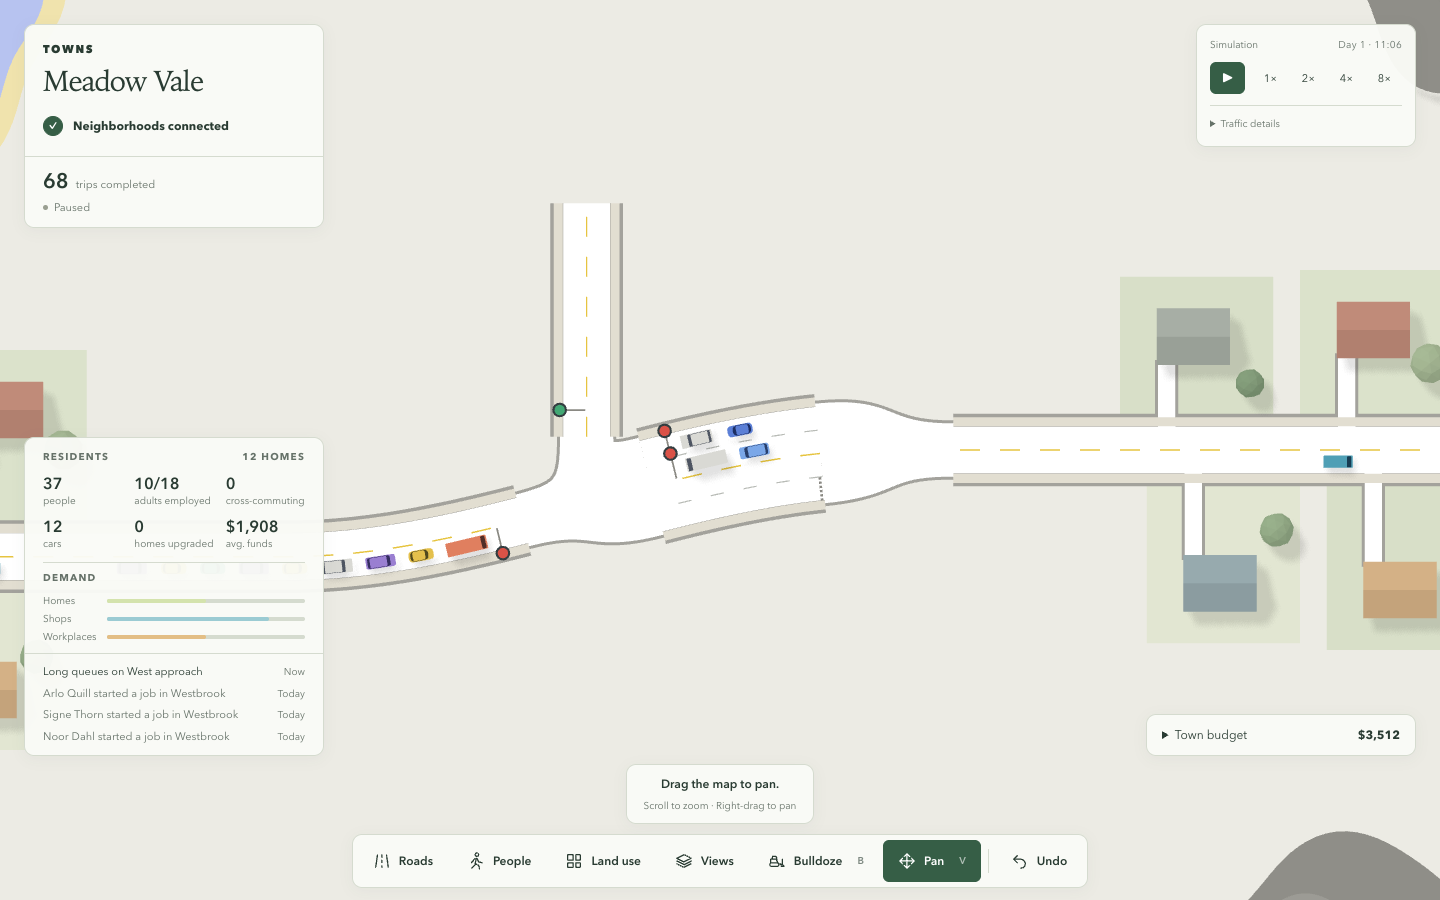 TOWNS
Meadow Vale
Neighborhoods connected
68 trips completed
Paused
Simulation Day 1 · 11:06
1× 2× 4× 8×
Traffic details
RESIDENTS 12 HOMES
37 10/18 0
people adults employed cross-commuting
12 0 $1,908
cars homes upgraded avg. funds
DEMAND
Homes
Shops
Workplaces
Long queues on West approach Now
Arlo Quill started a job in Westbrook Today
Signe Thorn started a job in Westbrook Today
Noor Dahl started a job in Westbrook Today
Town budget $3,512
Drag the map to pan.
Scroll to zoom · Right-drag to pan
Roads People Land use Views Bulldoze B Pan V Undo